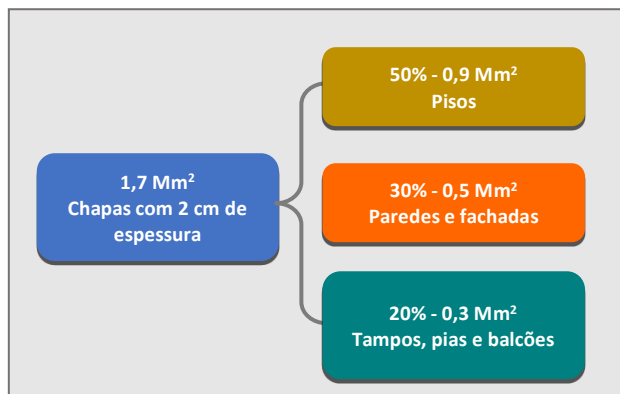 50% - 0,9 Mm²
Pisos
1,7 Mm²
Chapas com 2 cm de
espessura
30% - 0,5 Mm²
Paredes e fachadas
20% - 0,3 Mm²
Tampos, pias e balcões